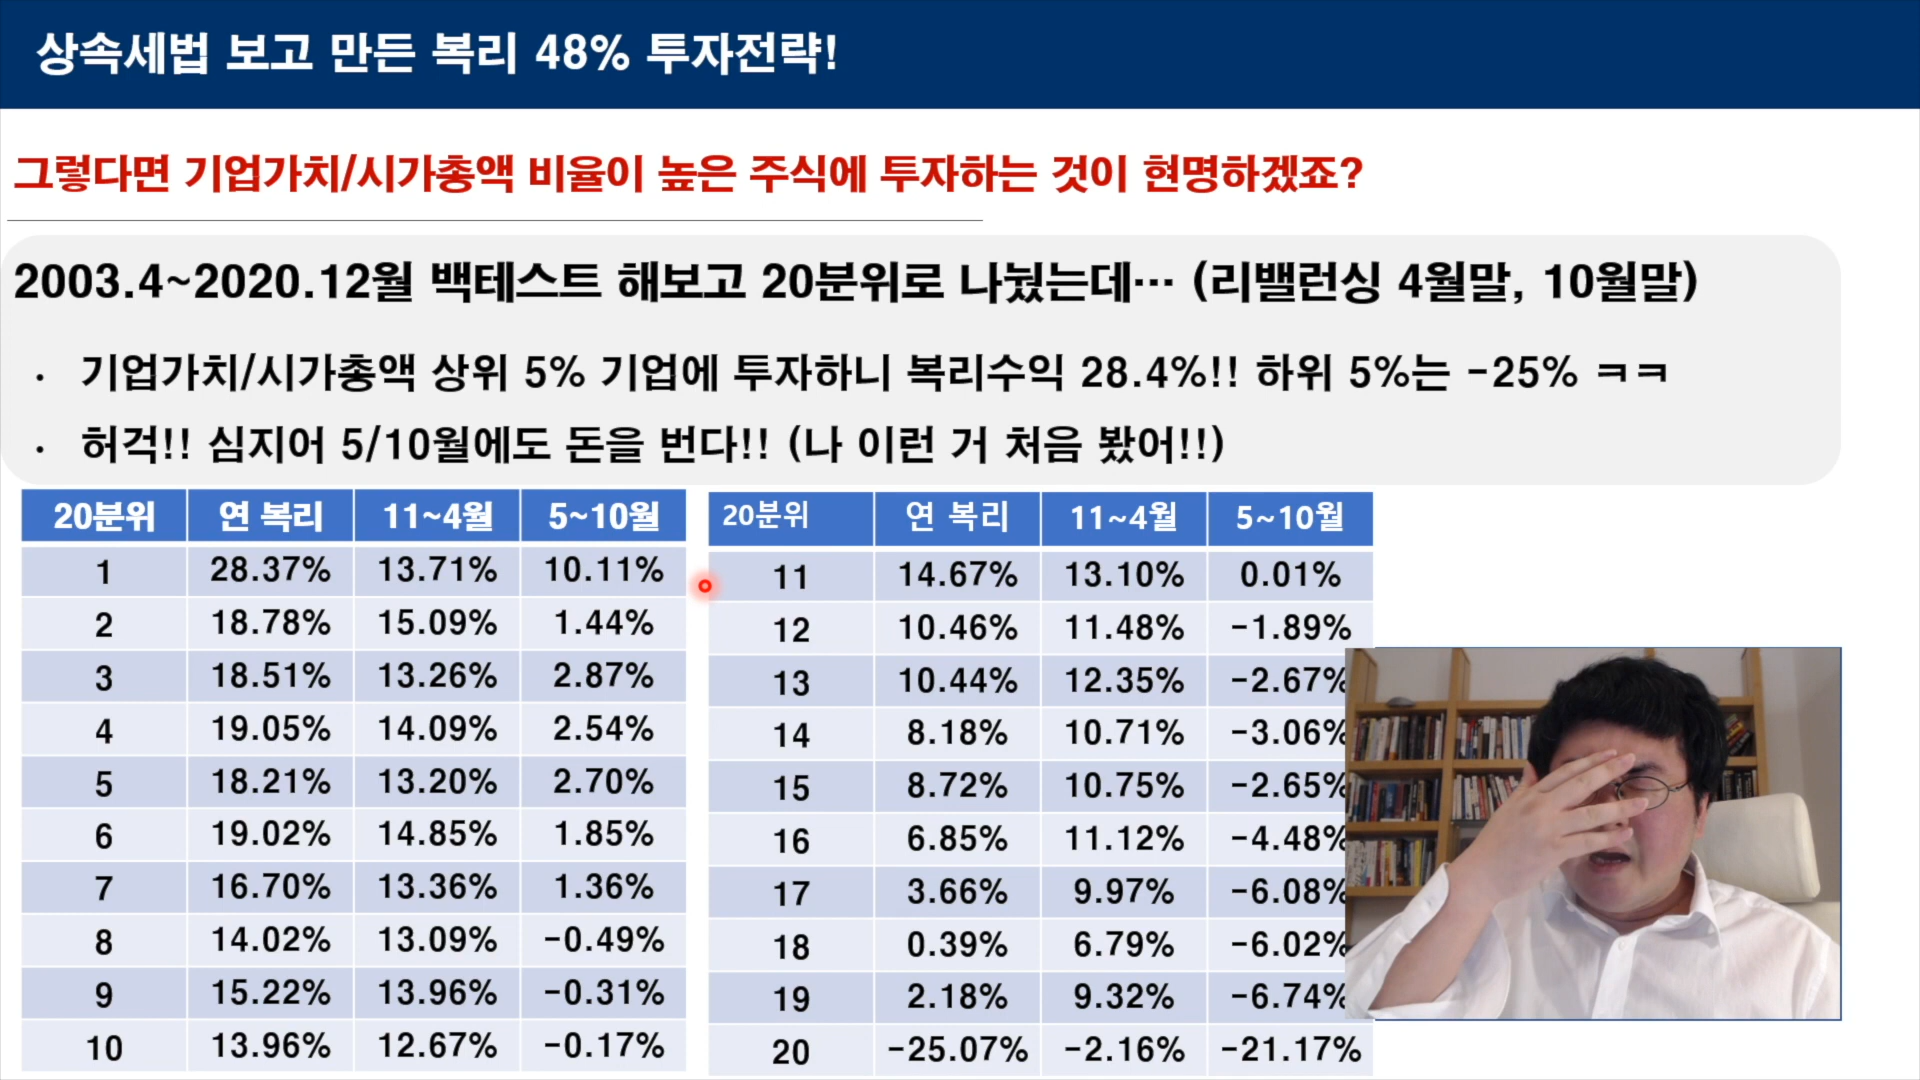 상속세법 보고 만든 복리 48% 투자전략!
그렇다면 기업가치/시가총액 비율이 높은 주식에 투자하는 것이 현명하겠죠?
2003.4~2020.12월 백테스트 해보고 20분위로 나눴는데… (리밸런싱 4월말, 10월말)
· 기업가치/시가총액 상위 5% 기업에 투자하니 복리수익 28.4%!! 하위 5%는 -25% ㅋㅋ
· 허걱!! 심지어 5/10월에도 돈을 번다!! (나 이런 거 처음 봤어!!)
20분위 연 복리 11~4월 5~10월
1 28.37% 13.71% 10.11%
2 18.78% 15.09% 1.44%
3 18.51% 13.26% 2.87%
4 19.05% 14.09% 2.54%
5 18.21% 13.20% 2.70%
6 19.02% 14.85% 1.85%
7 16.70% 13.36% 1.36%
8 14.02% 13.09% -0.49%
9 15.22% 13.96% -0.31%
10 13.96% 12.67% -0.17%
20분위 연 복리 11~4월 5~10월
11 14.67% 13.10% 0.01%
12 10.46% 11.48% -1.89%
13 10.44% 12.35% -2.67%
14 8.18% 10.71% -3.06%
15 8.72% 10.75% -2.65%
16 6.85% 11.12% -4.48%
17 3.66% 9.97% -6.08%
18 0.39% 6.79% -6.02%
19 2.18% 9.32% -6.74%
20 -25.07% -2.16% -21.17%